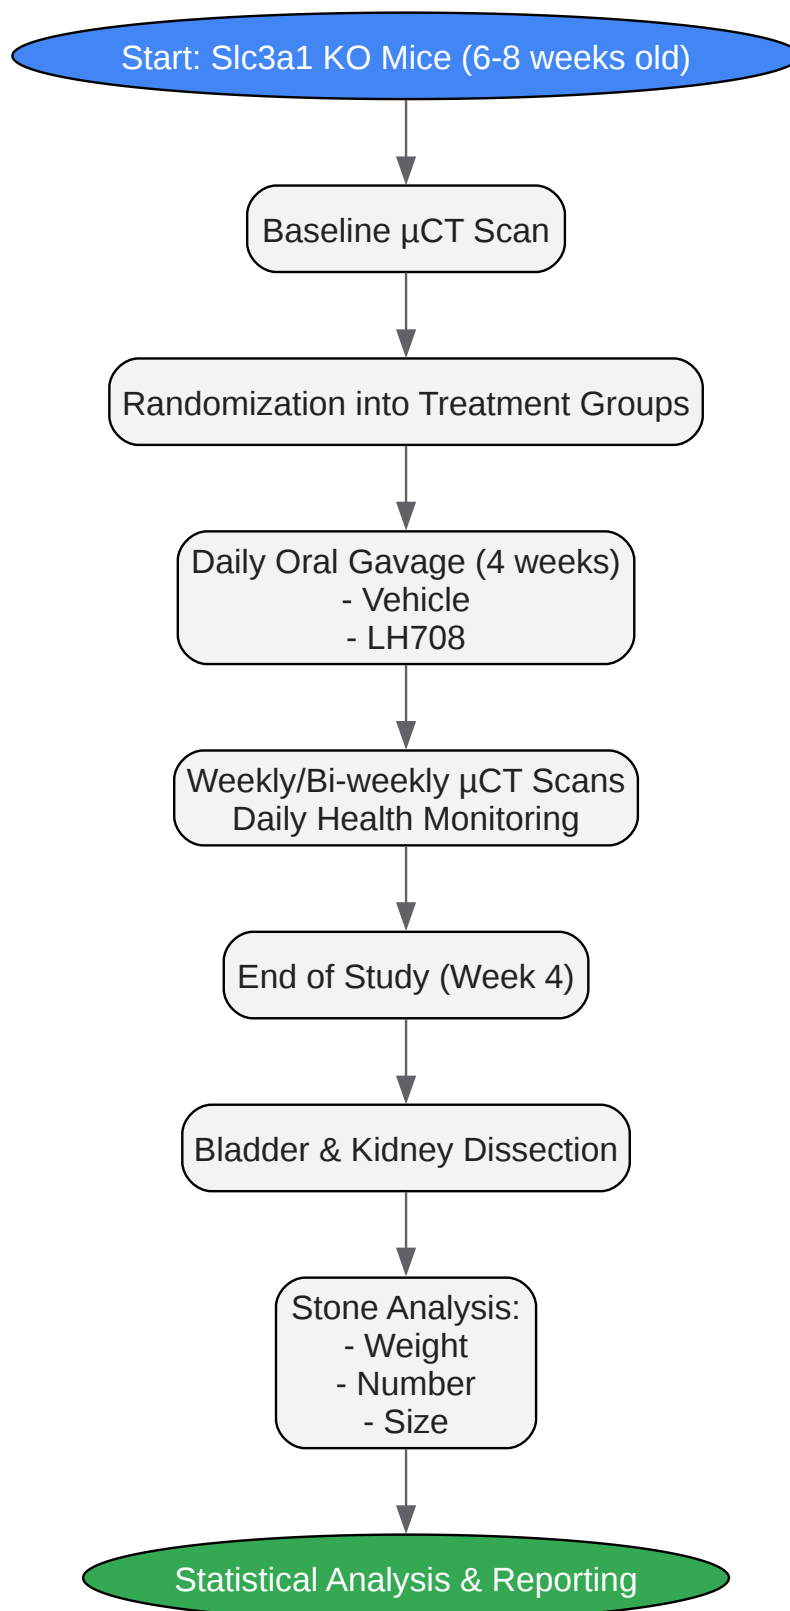 Start: Slc3a1 KO Mice (6-8 weeks old)
Baseline µCT Scan
Randomization into Treatment Groups
Daily Oral Gavage (4 weeks)
- Vehicle
- LH708
Weekly/Bi-weekly µCT Scans
Daily Health Monitoring
End of Study (Week 4)
Bladder & Kidney Dissection
Stone Analysis:
- Weight
- Number
- Size
Statistical Analysis & Reporting